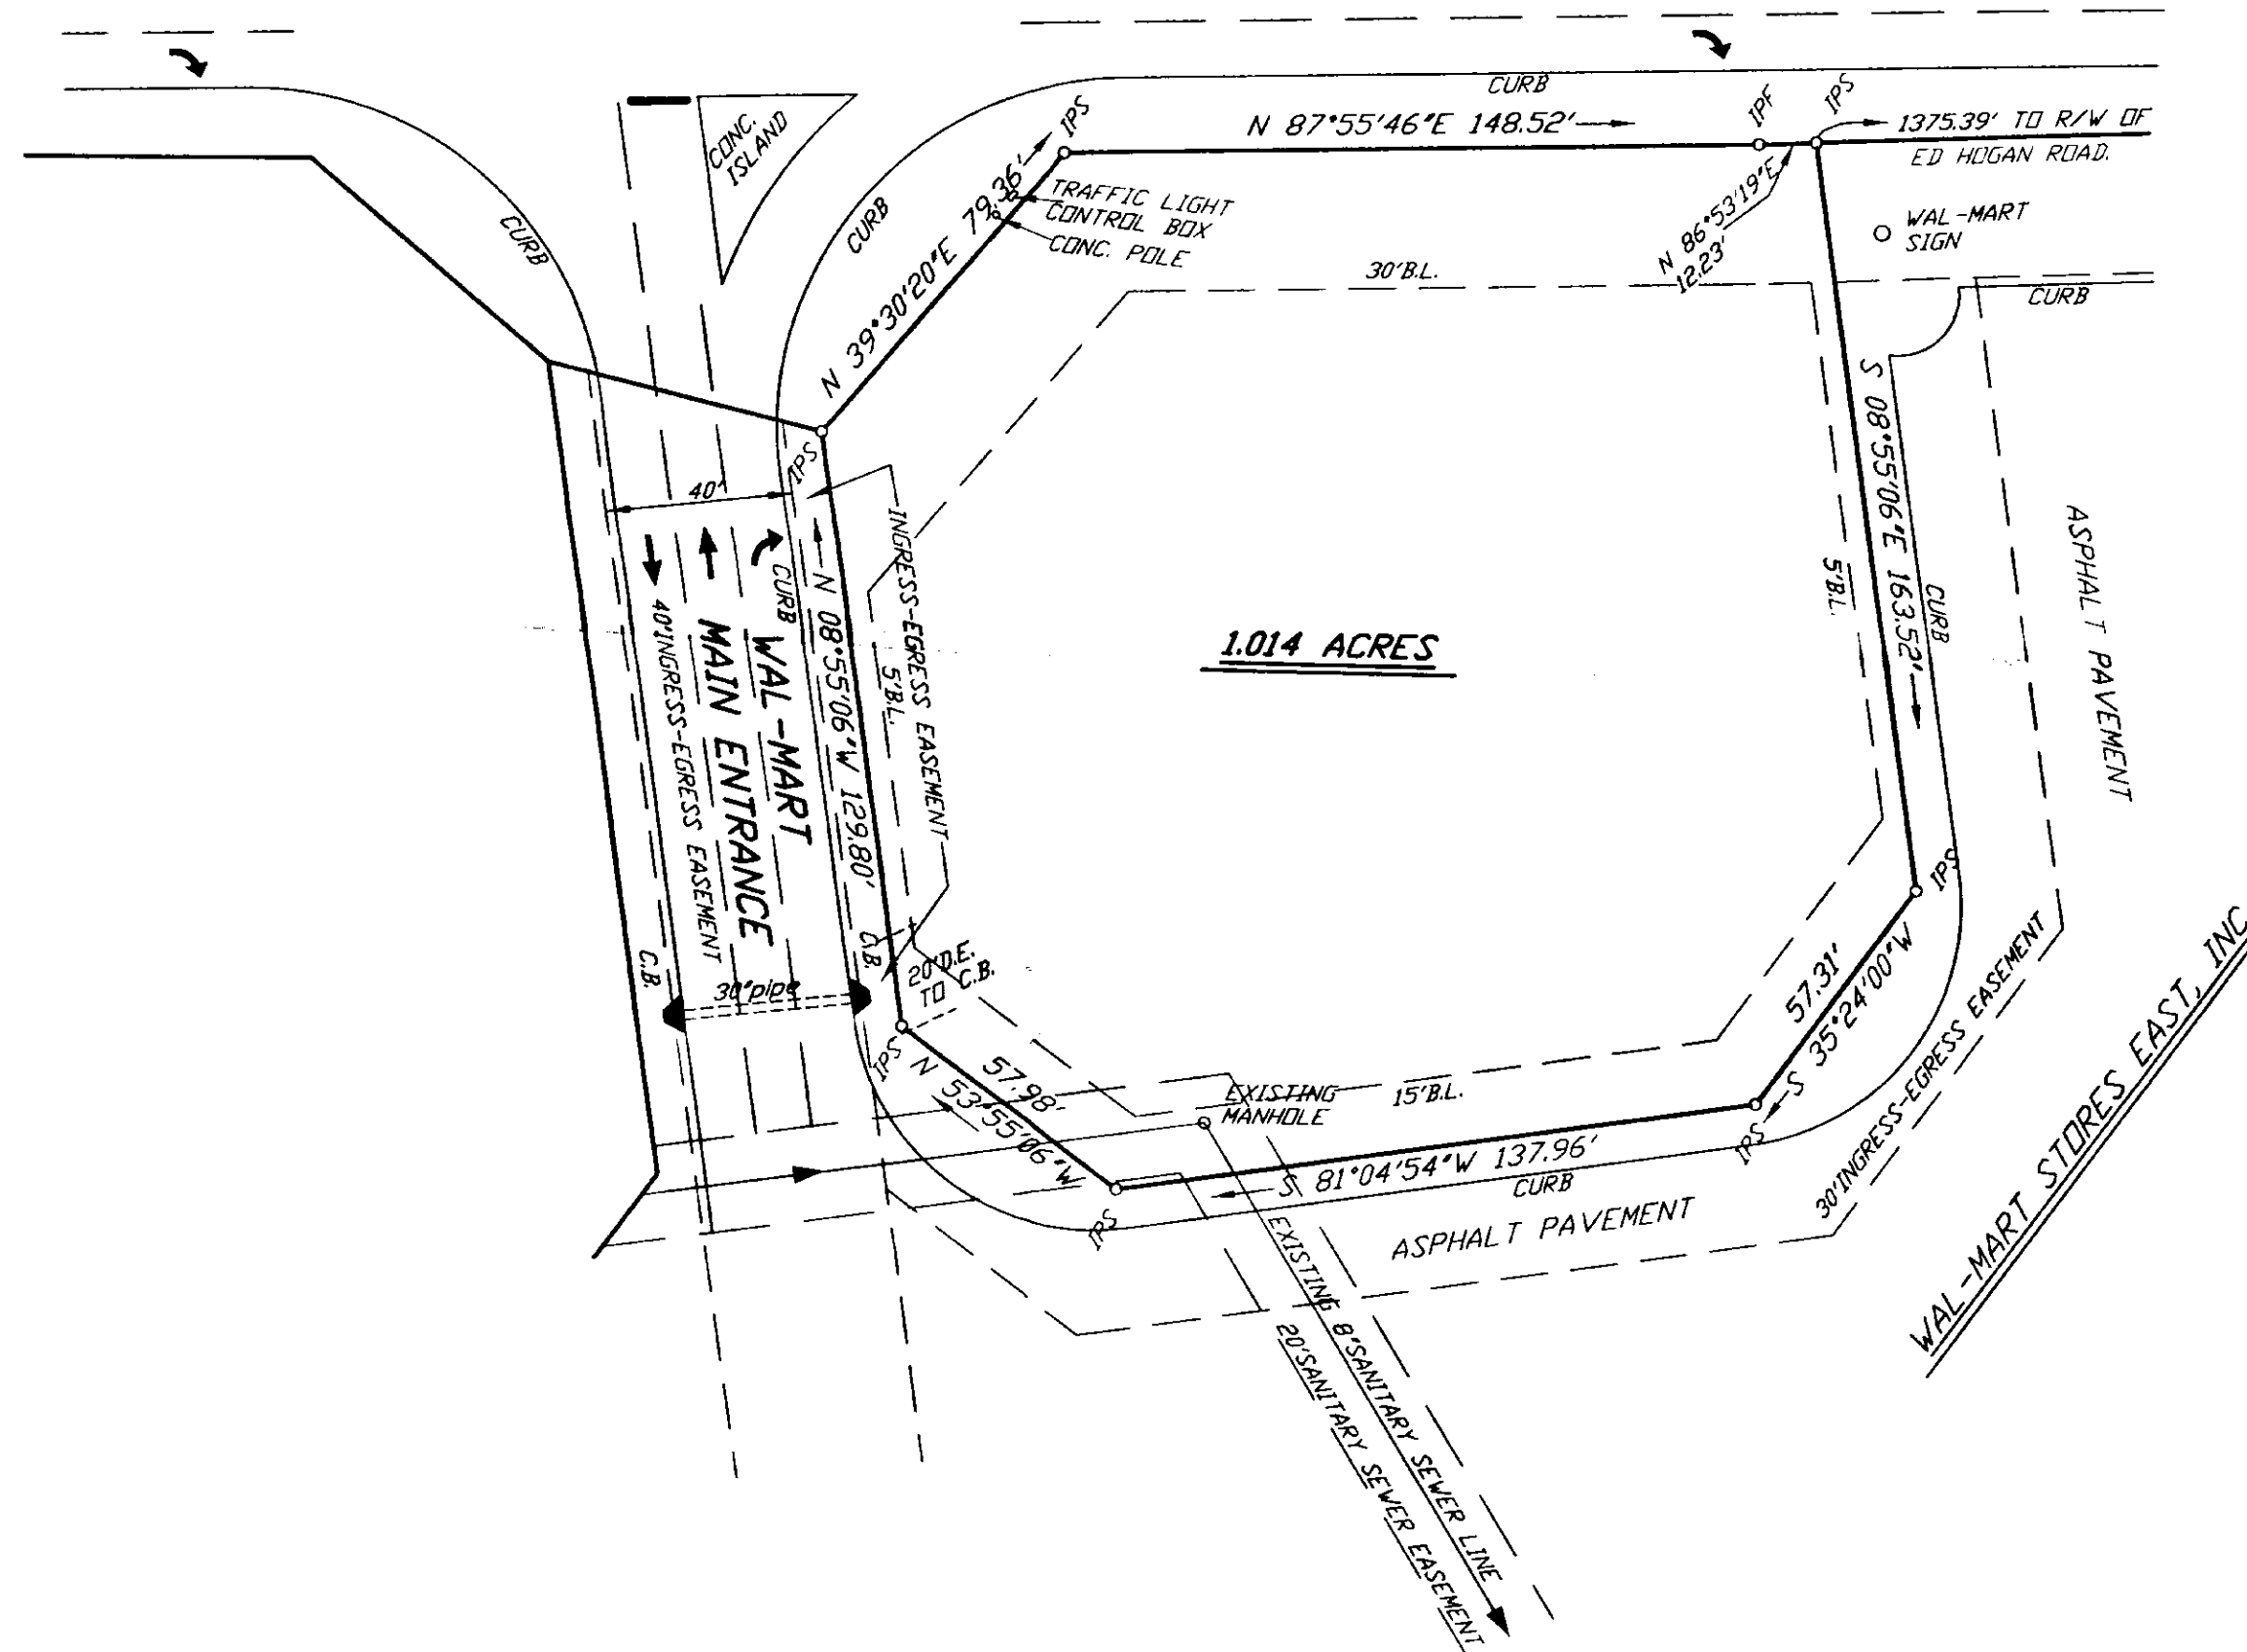 CURB
N 87°55'46"E 148.52'
IPF
IPS
1375.39' TO R/W OF
ED HOGAN ROAD.
IPS
CONC.
ISLAND
CURB
CURB
N 39°30'20"E 79.36'
TRAFFIC LIGHT
CONTROL BOX
CONC. POLE
N 86°53'19"E
12.23'
WAL-MART
SIGN
30'B.L.
CURB
IPS
40'
INGRESS-EGRESS EASEMENT
5'B.L.
N 08°55'06"W 129.80'
CURB
WAL-MART
MAIN ENTRANCE
40'INGRESS-EGRESS EASEMENT
1.014 ACRES
5'B.L.
S 08°55'06"E 163.52'
CURB
ASPHALT PAVEMENT
IPS
C.B.
C.B.
30"pipe
20'D.E.
TO C.B.
IPS
57.98'
N 53°55'06"W
EXISTING
MANHOLE
15'B.L.
57.31'
S 35°24'00"W
IPS
S 81°04'54"W 137.96'
CURB
IPS
ASPHALT PAVEMENT
30'INGRESS-EGRESS EASEMENT
WAL-MART STORES EAST, INC
EXISTING 8"SANITARY SEWER LINE
20'SANITARY SEWER EASEMENT